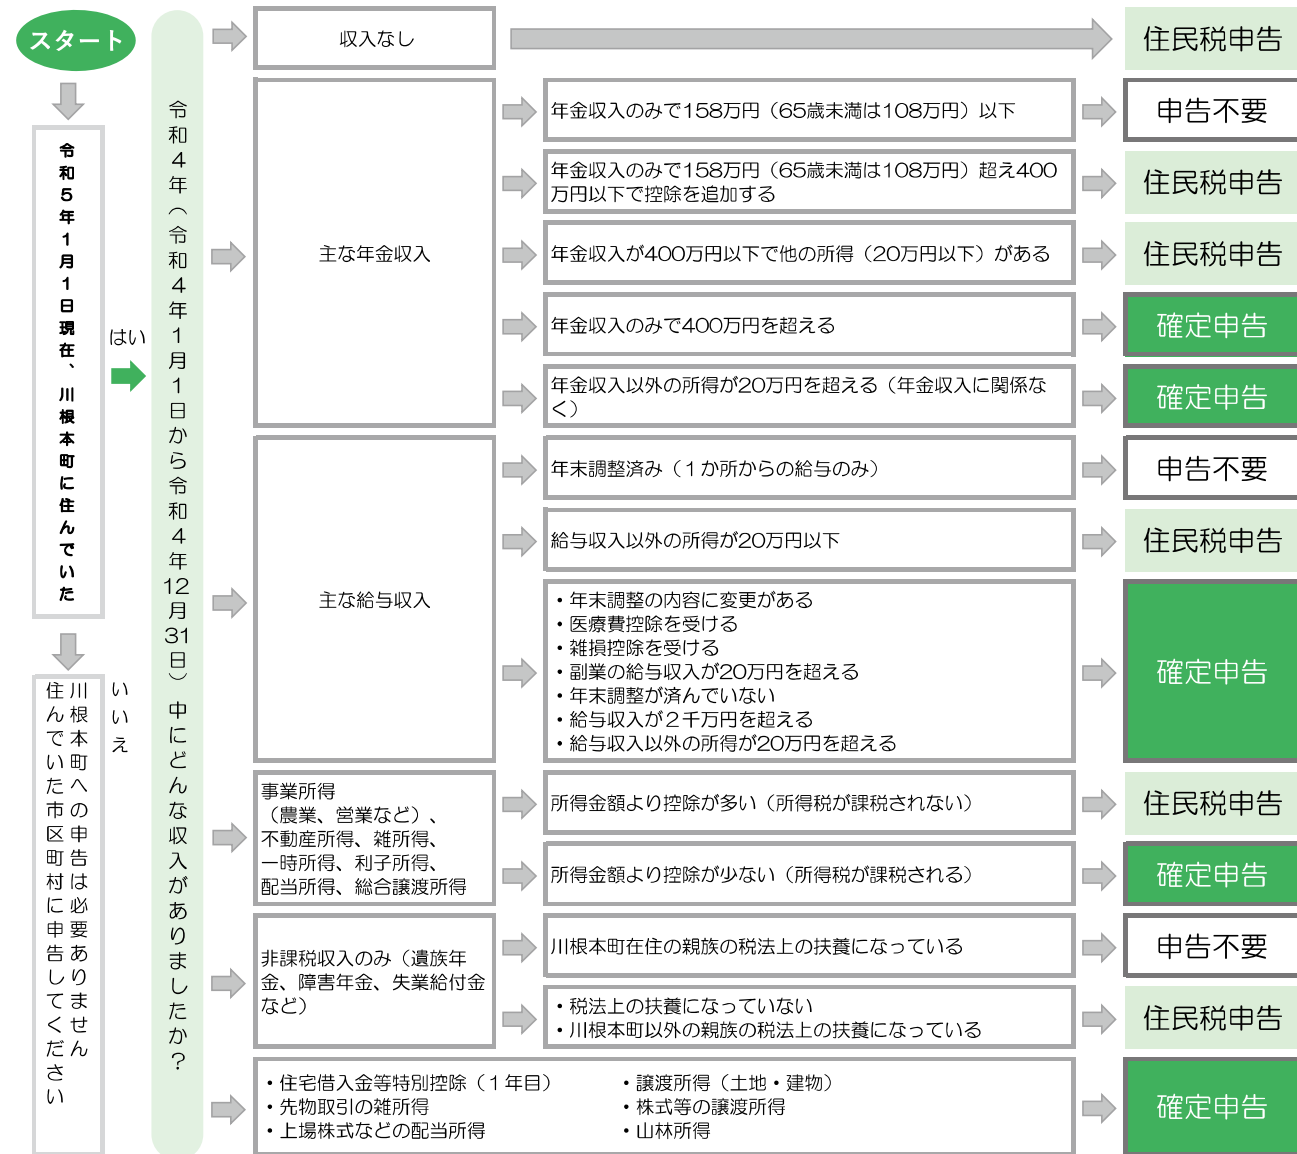 スタート
令和5年1月1日現在、川根本町に住んでいた
はい
いいえ
川根本町への申告は必要ありません
住んでいた市区町村に申告してください
令和4年（令和4年1月1日から令和4年12月31日）中にどんな収入がありましたか？
収入なし
住民税申告
主な年金収入
年金収入のみで158万円（65歳未満は108万円）以下
申告不要
年金収入のみで158万円（65歳未満は108万円）超え400
万円以下で控除を追加する
住民税申告
年金収入が400万円以下で他の所得（20万円以下）がある
住民税申告
年金収入のみで400万円を超える
確定申告
年金収入以外の所得が20万円を超える（年金収入に関係な
く）
確定申告
主な給与収入
年末調整済み（１か所からの給与のみ）
申告不要
給与収入以外の所得が20万円以下
住民税申告
・年末調整の内容に変更がある
・医療費控除を受ける
・雑損控除を受ける
・副業の給与収入が20万円を超える
・年末調整が済んでいない
・給与収入が２千万円を超える
・給与収入以外の所得が20万円を超える
確定申告
事業所得
（農業、営業など）、
不動産所得、雑所得、
一時所得、利子所得、
配当所得、総合譲渡所得
所得金額より控除が多い（所得税が課税されない）
住民税申告
所得金額より控除が少ない（所得税が課税される）
確定申告
非課税収入のみ（遺族年
金、障害年金、失業給付金
など）
川根本町在住の親族の税法上の扶養になっている
申告不要
・税法上の扶養になっていない
・川根本町以外の親族の税法上の扶養になっている
住民税申告
・住宅借入金等特別控除（１年目）
・先物取引の雑所得
・上場株式などの配当所得
・譲渡所得（土地・建物）
・株式等の譲渡所得
・山林所得
確定申告